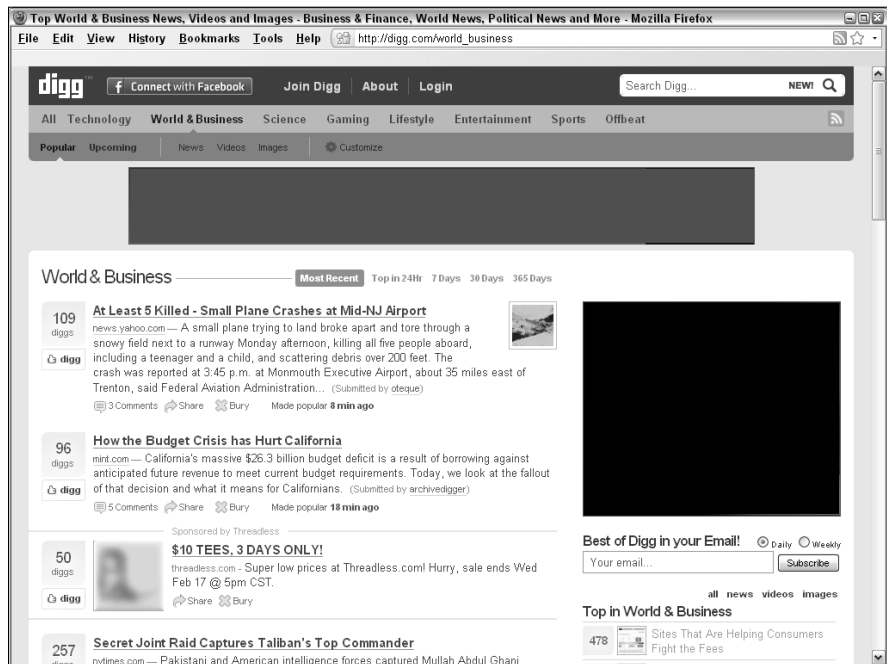 Top World & Business News, Videos and Images - Business & Finance, World News, Political News and More - Mozilla Firefox
File Edit View History Bookmarks Tools Help http://digg.com/world_business
digg™ f Connect with Facebook Join Digg About Login Search Digg... NEW!
All Technology World & Business Science Gaming Lifestyle Entertainment Sports Offbeat
Popular Upcoming News Videos Images Customize
World & Business Most Recent Top in 24Hr 7 Days 30 Days 365 Days
109
diggs
digg
At Least 5 Killed - Small Plane Crashes at Mid-NJ Airport
news.yahoo.com — A small plane trying to land broke apart and tore through a
snowy field next to a runway Monday afternoon, killing all five people aboard,
including a teenager and a child, and scattering debris over 200 feet. The
crash was reported at 3:45 p.m. at Monmouth Executive Airport, about 35 miles east of
Trenton, said Federal Aviation Administration... (Submitted by oteque)
3 Comments Share Bury Made popular 8 min ago
96
diggs
digg
How the Budget Crisis has Hurt California
mint.com — California's massive $26.3 billion budget deficit is a result of borrowing against
anticipated future revenue to meet current budget requirements. Today, we look at the fallout
of that decision and what it means for Californians. (Submitted by archivedigger)
5 Comments Share Bury Made popular 18 min ago
Sponsored by Threadless
50
diggs
digg
$10 TEES, 3 DAYS ONLY!
threadless.com - Super low prices at Threadless.com! Hurry, sale ends Wed
Feb 17 @ 5pm CST.
Share Bury
257
diggs
Secret Joint Raid Captures Taliban's Top Commander
nytimes.com — Pakistani and American intelligence forces captured Mullah Abdul Ghani
Best of Digg in your Email! Daily Weekly
Your email... Subscribe
all news videos images
Top in World & Business
478
Sites That Are Helping Consumers
Fight the Fees